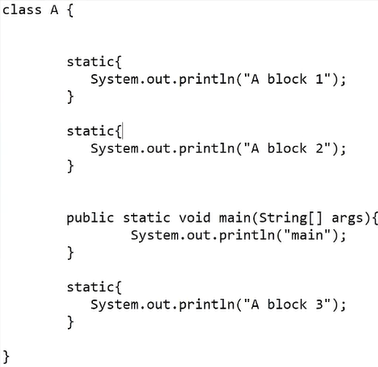 class A {
static{
System.out.println("A block 1");
}
static{
System.out.println("A block 2");
}
public static void main(String[] args){
System.out.println("main");
}
static{
System.out.println("A block 3");
}
}